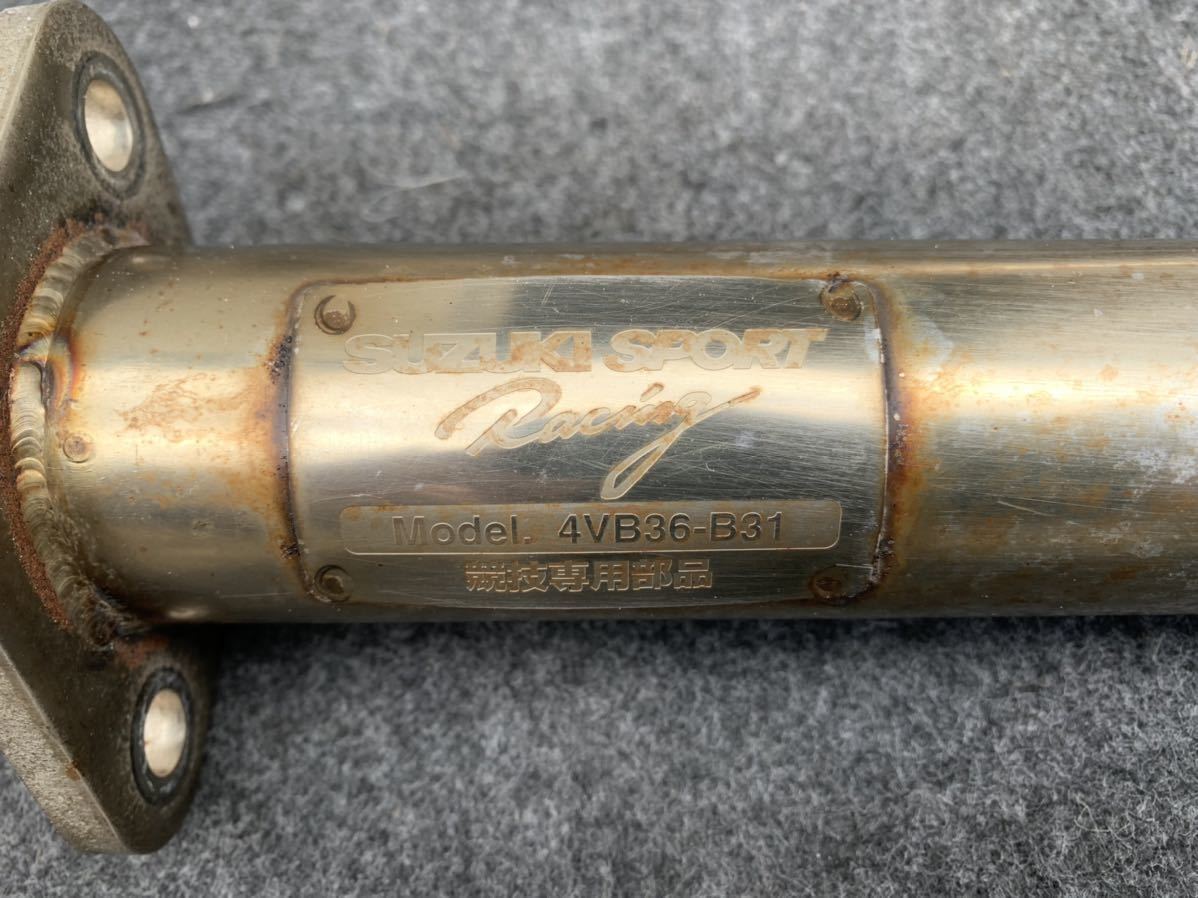 SUZUKI SPORT
Racing
Model. 4VB36-B31
競技専用部品